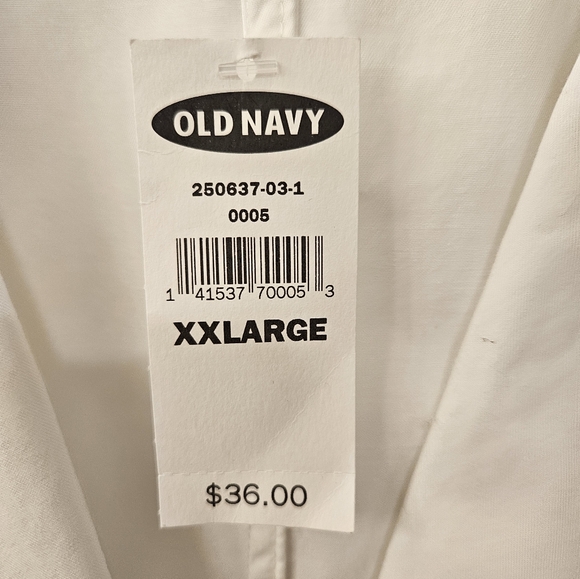 OLD NAVY
250637-03-1
0005
1 41537 70005 3
XXLARGE
$36.00